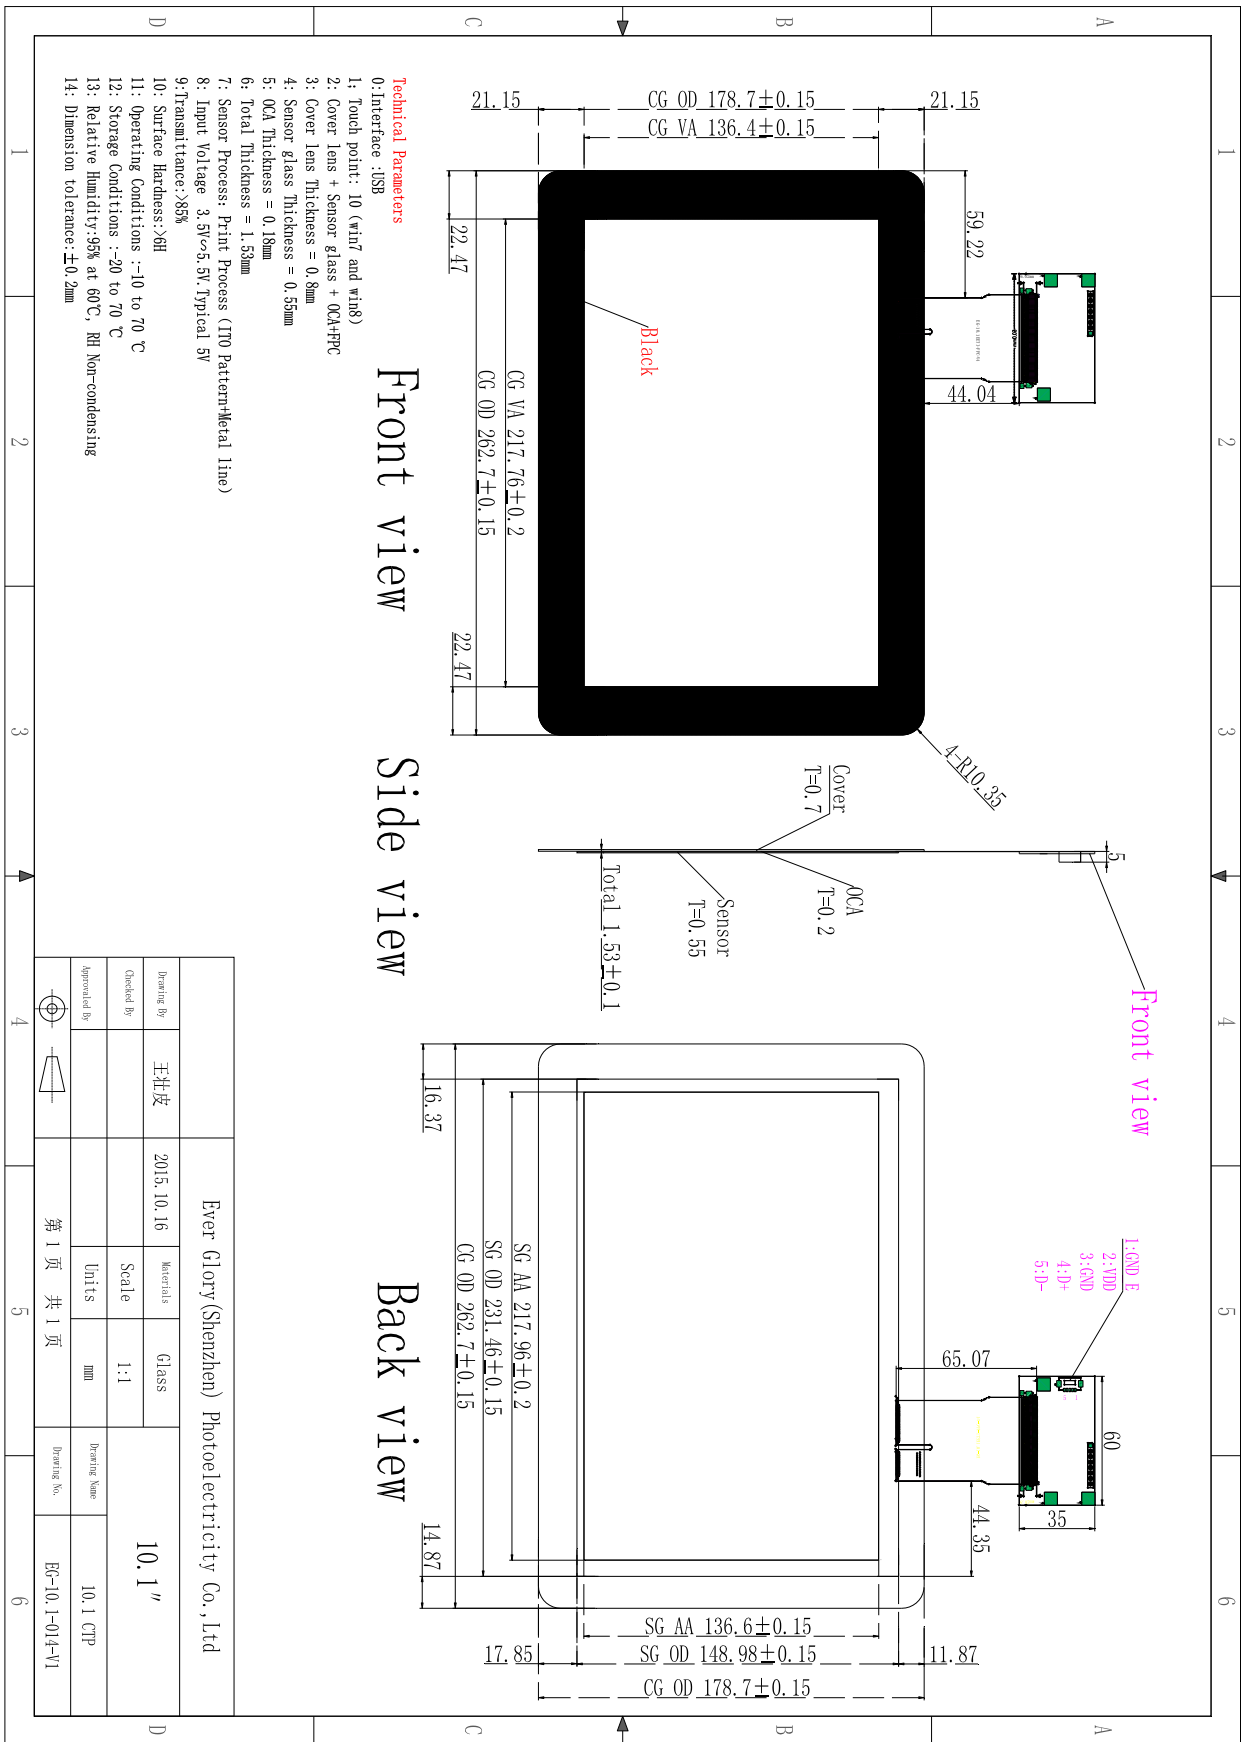 1
2
3
4
5
6
A
B
C
D
59.22
44.04
21.15
CG OD 178.7±0.15
CG VA 136.4±0.15
21.15
Black
22.47
CG VA 217.76±0.2
CG OD 262.7±0.15
22.47
4-R10.35
Front view
5
Cover
T=0.7
OCA
T=0.2
Sensor
T=0.55
Total 1.53±0.1
Side view
Front view
1:GND E
2:VDD
3:GND
4:D+
5:D-
65.07
60
35
44.35
16.37
SG AA 217.96±0.2
SG OD 231.46±0.15
CG OD 262.7±0.15
14.87
SG AA 136.6±0.15
SG OD 148.98±0.15
CG OD 178.7±0.15
17.85
11.87
Back view
Technical Parameters
0:Interface :USB
1; Touch point: 10 (win7 and win8)
2: Cover lens + Sensor glass + OCA+FPC
3: Cover lens Thickness = 0.8mm
4: Sensor glass Thickness = 0.55mm
5: OCA Thickness = 0.18mm
6: Total Thickness = 1.53mm
7: Sensor Process: Print Process (ITO Pattern+Metal line)
8: Input Voltage 3.5V~5.5V.Typical 5V
9:Transmittance:>85%
10: Surface Hardness:>6H
11: Operating Conditions :-10 to 70 ℃
12: Storage Conditions :-20 to 70 ℃
13: Relative Humidity:95% at 60℃, RH Non-condensing
14: Dimension tolerance:±0.2mm
Ever Glory(Shenzhen) Photoelectricity Co.,Ltd
Drawing By
王壮皮
2015.10.16
Materials
Glass
10.1"
Checked By
Scale
1:1
Approvaled By
Units
mm
Drawing Name
10.1 CTP
第 1 页 共 1 页
Drawing No.
EG-10.1-014-V1
1
2
3
4
5
6
A
B
C
D